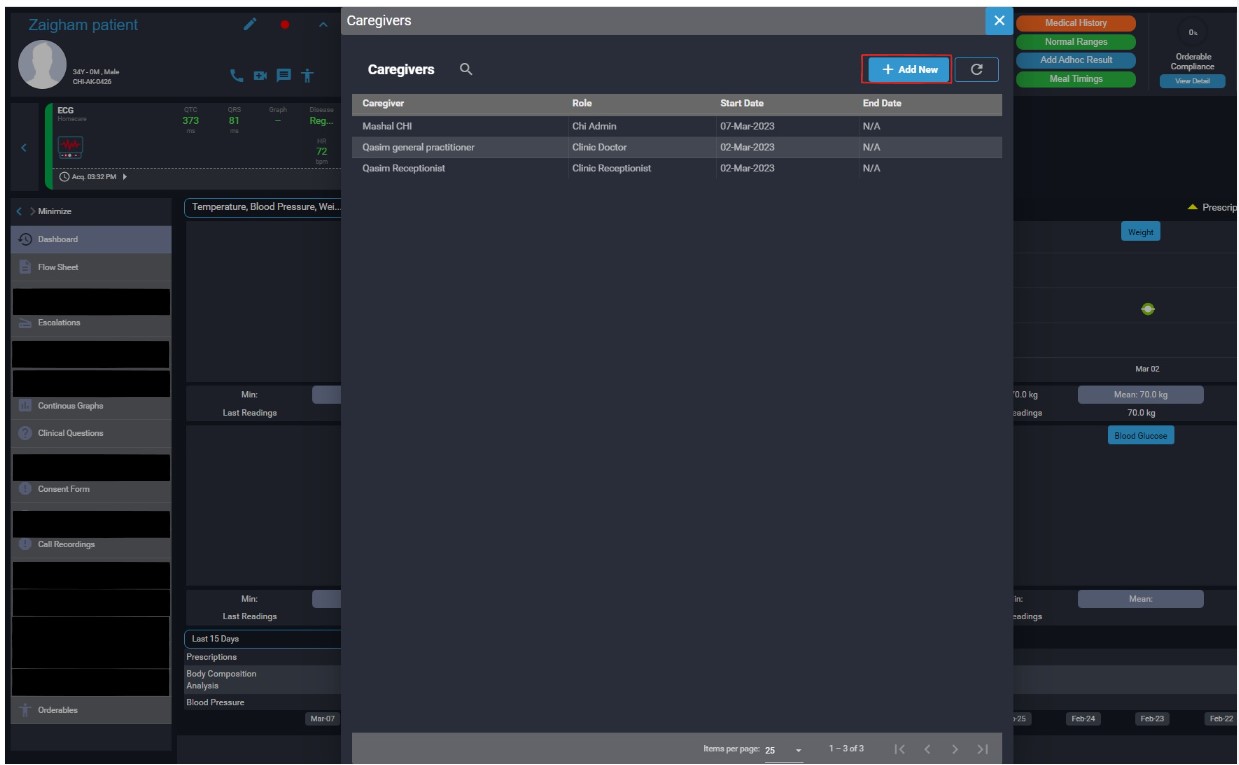 Zaigham patient
34Y - 0M , Male
CHI-AK-0426
Caregivers
Medical History
Normal Ranges
Add Adhoc Result
Meal Timings
0%
Orderable
Compliance
View Detail
Caregivers
+ Add New
Caregiver Role Start Date End Date
Mashal CHI Chi Admin 07-Mar-2023 N/A
Qasim general practitioner Clinic Doctor 02-Mar-2023 N/A
Qasim Receptionist Clinic Receptionist 02-Mar-2023 N/A
ECG
Homecare
QTC QRS Graph Disease
373 81 – Reg...
ms ms
HR
72
bpm
Acq. 03:32 PM
Minimize
Dashboard
Flow Sheet
Escalations
Continous Graphs
Clinical Questions
Consent Form
Call Recordings
Orderables
Temperature, Blood Pressure, Wei...
Prescrip
Weight
Mar 02
Min:
Last Readings
70.0 kg
Mean: 70.0 kg
eadings
70.0 kg
Blood Glucose
Min:
Last Readings
in:
Mean:
eadings
Last 15 Days
Prescriptions
Body Composition
Analysis
Blood Pressure
Mar-07
-25 Feb-24 Feb-23 Feb-22
Items per page: 25 1 – 3 of 3